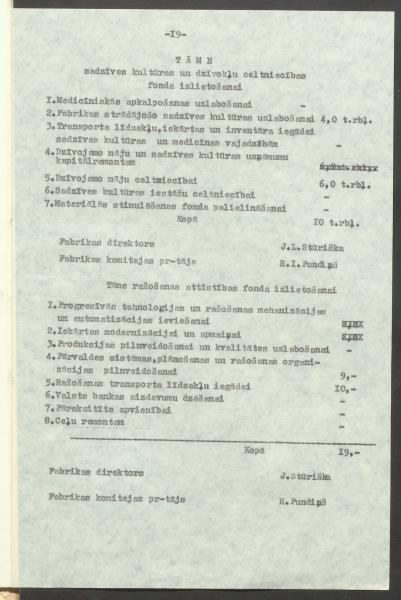 -19-
TĀME
sadzīves kultūras un dzīvokļu celtniecības
fonda izlietošanai
1.Medicīniskās apkalpošanas uzlabošanai -
2.Fabrikas strādājošo sadzīves kultūras uzlabošanai 4,0 t.rbļ.
3.Transporta līdzekļu,iekārtas un inventāra iegādei
sadzīves kultūras un medicīnas vajadzībām -
4.Dzīvojamo māju un sadzīves kultūras uzņēmumu
kapitālremontam
5.Dzīvojamo māju celtniecībai 6,0 t.rbļ.
6.Sadzīves kultūras iestāžu celtniecībai -
7.Materiālās stimulēšanas fonda palielināšanai -
Kopā 10 t.rbļ.
Fabrikas direktors J.L.Stūriška
Fabrikas komitejas pr-tājs R.I.Pundiņš
Tāme ražošanas attīstības fonda izlietošanai
1.Progresīvās tehnoloģijas un ražošanas mehanizācijas
un automatizācijas ieviešanai
2.Iekārtas modernizācijai un apmaiņai
3.Produkcijas pilnveidošanai un kvalitātes uzlabošanai -
4.Pārvaldes sistēmas,plānošanas un ražošanas organi-
zācijas pilnveidošanai 9,-
5.Ražošanas transporta līdzekļu iegādei 10,-
6.Valsts bankas aizdevumu dzēšanai -
7.Pārskaitīts apvienībai -
8.Ceļu remontam -
Kopā 19,-
Fabrikas direktors J.Stūriška
Fabrikas komitejas pr-tājs R.Pundiņš